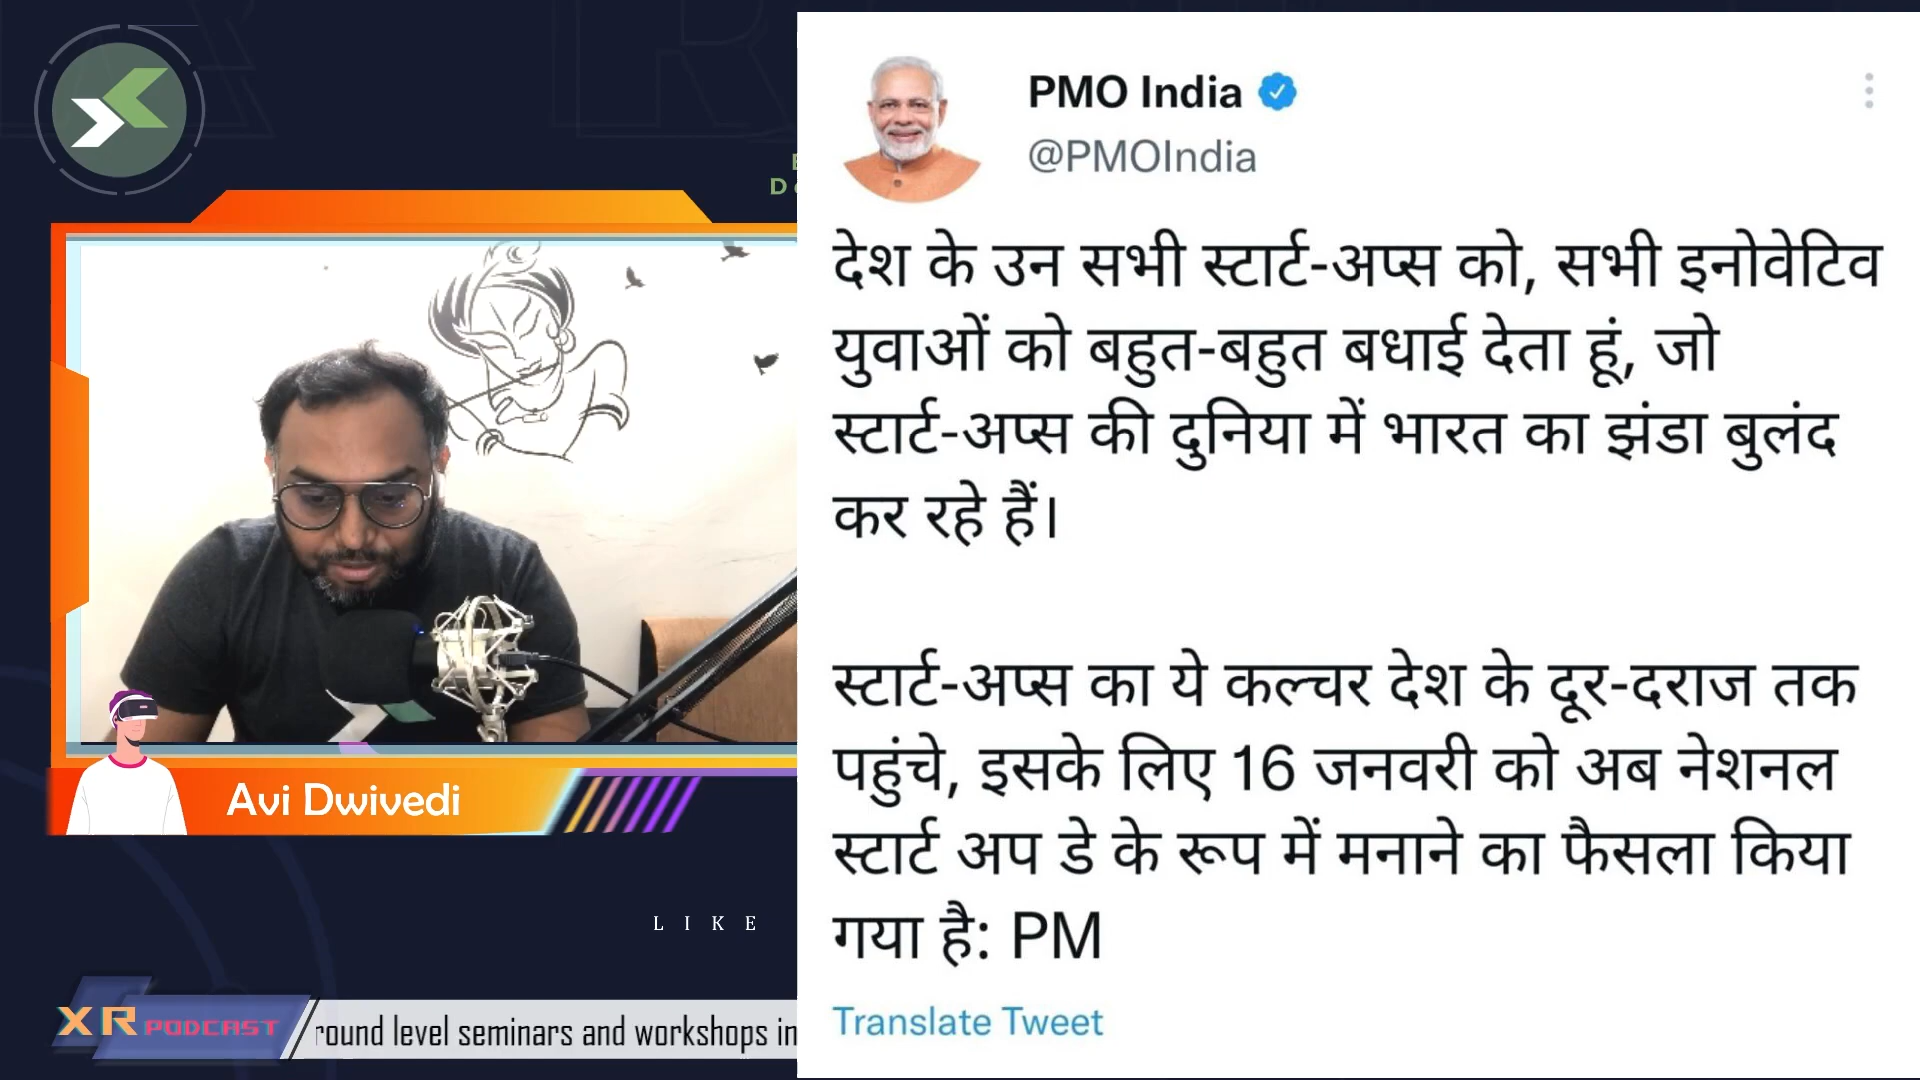 PMO India
@PMOIndia
देश के उन सभी स्टार्ट-अप्स को, सभी इनोवेटिव
युवाओं को बहुत-बहुत बधाई देता हूं, जो
स्टार्ट-अप्स की दुनिया में भारत का झंडा बुलंद
कर रहे हैं।
स्टार्ट-अप्स का ये कल्चर देश के दूर-दराज तक
पहुंचे, इसके लिए 16 जनवरी को अब नेशनल
स्टार्ट अप डे के रूप में मनाने का फैसला किया
गया है: PM
Translate Tweet
Avi Dwivedi
LIKE
XR PODCAST
round level seminars and workshops in